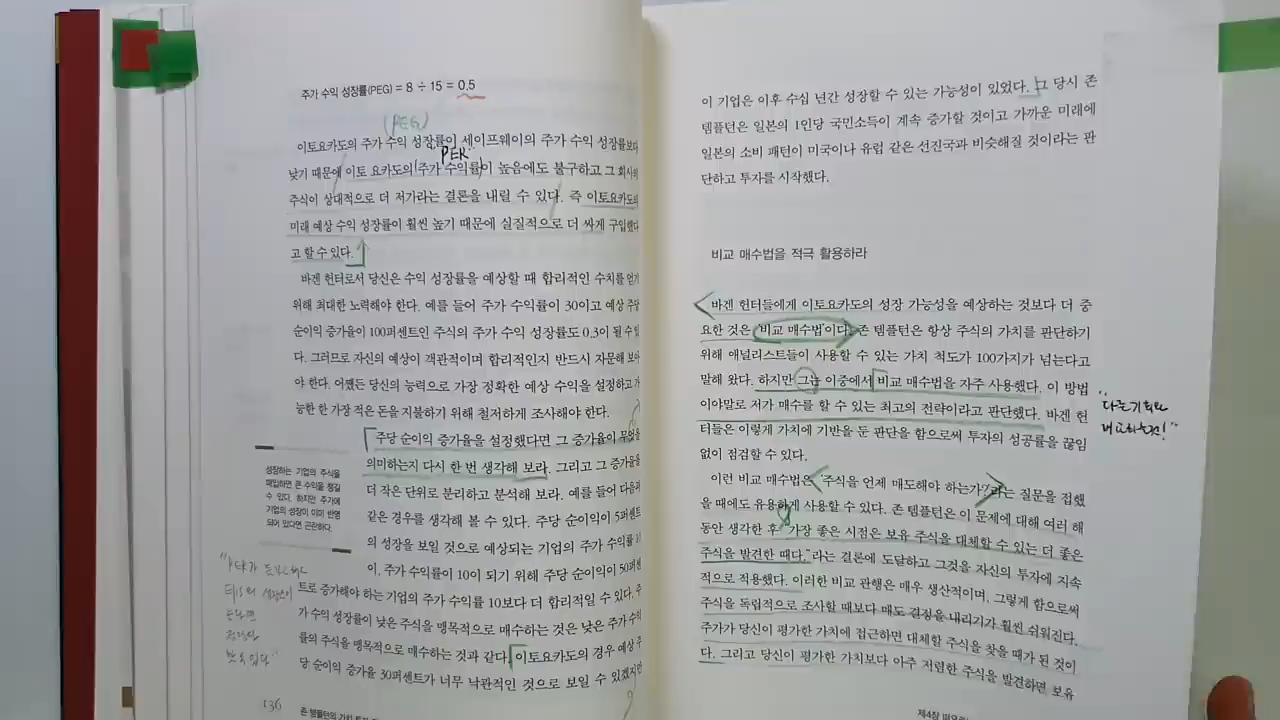 주가 수익 성장률(PEG) = 8 ÷ 15 = 0.5
(PEG)
이토요카도의 주가 수익 성장률이 세이프웨이의 주가 수익 성장률보다
PER
낮기 때문에 이토 요카도의 주가 수익률이 높음에도 불구하고 그 회사의
주식이 상대적으로 더 저가라는 결론을 내릴 수 있다. 즉 이토요카도의
미래 예상 수익 성장률이 훨씬 높기 때문에 실질적으로 더 싸게 구입했다
고 할 수 있다.
바겐 헌터로서 당신은 수익 성장률을 예상할 때 합리적인 수치를 얻기
위해 최대한 노력해야 한다. 예를 들어 주가 수익률이 30이고 예상 주당
순이익 증가율이 100퍼센트인 주식의 주가 수익 성장률도 0.3이 될 수 있
다. 그러므로 자신의 예상이 객관적이며 합리적인지 반드시 자문해 보아
야 한다. 어쨌든 당신의 능력으로 가장 정확한 예상 수익을 설정하고 가
능한 한 가장 적은 돈을 지불하기 위해 철저하게 조사해야 한다.
주당 순이익 증가율을 설정했다면 그 증가율이 무엇을
의미하는지 다시 한 번 생각해 보라. 그리고 그 증가율을
더 작은 단위로 분리하고 분석해 보라. 예를 들어 다음과
같은 경우를 생각해 볼 수 있다. 주당 순이익이 5퍼센트
의 성장을 보일 것으로 예상되는 기업의 주가 수익률
이, 주가 수익률이 10이 되기 위해 주당 순이익이 50퍼센
트로 증가해야 하는 기업의 주가 수익률 10보다 더 합리적일 수 있다. 주
가 수익 성장률이 낮은 주식을 맹목적으로 매수하는 것은 낮은 주가 수익
률의 주식을 맹목적으로 매수하는 것과 같다. 이토요카도의 경우 예상 주
당 순이익 증가율 30퍼센트가 너무 낙관적인 것으로 보일 수 있겠지만
성장하는 기업의 주식을
매입하면 큰 수익을 챙길
수 있다. 하지만 주가에
기업의 성장이 이미 반영
되어 있다면 곤란하다.
"PER가
EPS의 성장성이
136
존 템플턴의 가치 투자
이 기업은 이후 수십 년간 성장할 수 있는 가능성이 있었다. 그 당시 존
템플턴은 일본의 1인당 국민소득이 계속 증가할 것이고 가까운 미래에
일본의 소비 패턴이 미국이나 유럽 같은 선진국과 비슷해질 것이라는 판
단하고 투자를 시작했다.
비교 매수법을 적극 활용하라
바겐 헌터들에게 이토요카도의 성장 가능성을 예상하는 것보다 더 중
요한 것은 '비교 매수법'이다. 존 템플턴은 항상 주식의 가치를 판단하기
위해 애널리스트들이 사용할 수 있는 가치 척도가 100가지가 넘는다고
말해 왔다. 하지만 그는 이중에서 비교 매수법을 자주 사용했다. 이 방법
이야말로 저가 매수를 할 수 있는 최고의 전략이라고 판단했다. 바겐 헌
터들은 이렇게 가치에 기반을 둔 판단을 함으로써 투자의 성공률을 끊임
없이 점검할 수 있다.
"다른 기회와
비교하는 것!"
이런 비교 매수법은 '주식을 언제 매도해야 하는가?'라는 질문을 접했
을 때에도 유용하게 사용할 수 있다. 존 템플턴은 이 문제에 대해 여러 해
동안 생각한 후 "가장 좋은 시점은 보유 주식을 대체할 수 있는 더 좋은
주식을 발견한 때다."라는 결론에 도달하고 그것을 자신의 투자에 지속
적으로 적용했다. 이러한 비교 관행은 매우 생산적이며, 그렇게 함으로써
주식을 독립적으로 조사할 때보다 매도 결정을 내리기가 훨씬 쉬워진다.
주가가 당신이 평가한 가치에 접근하면 대체할 주식을 찾을 때가 된 것이
다. 그리고 당신이 평가한 가치보다 아주 저렴한 주식을 발견하면 보유
제4장